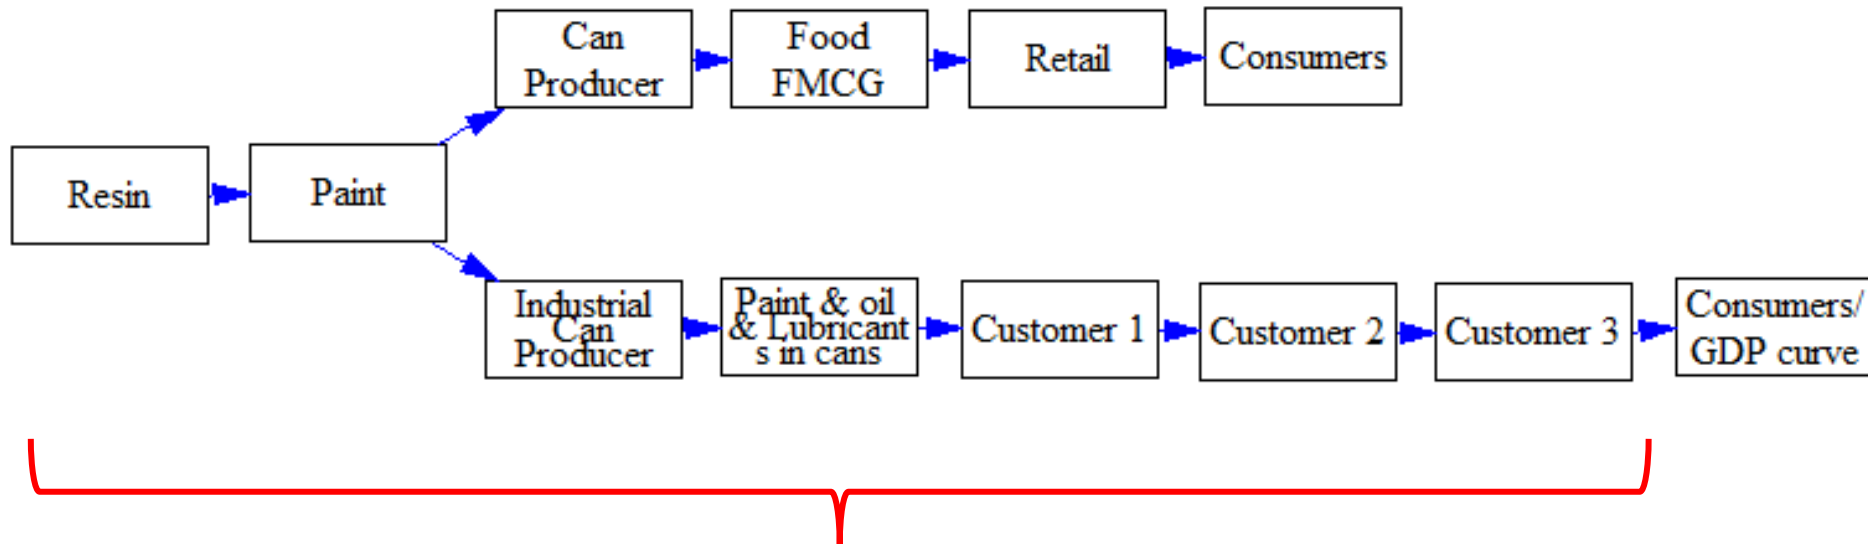 Can
Producer
Food
FMCG
Retail
Consumers
Resin
Paint
Industrial
Can
Producer
Paint & oil
& Lubricant
s in cans
Customer 1
Customer 2
Customer 3
Consumers/
GDP curve